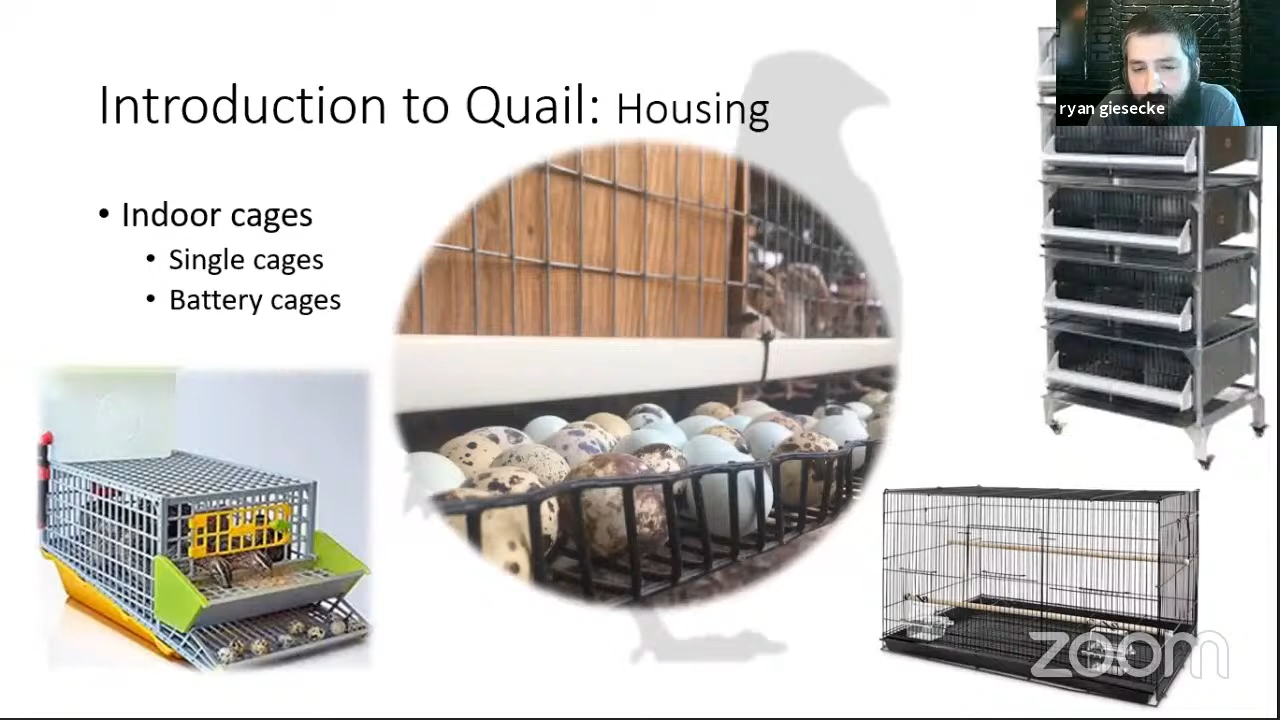 Introduction to Quail: Housing
• Indoor cages
• Single cages
• Battery cages
ryan giesecke
zoom